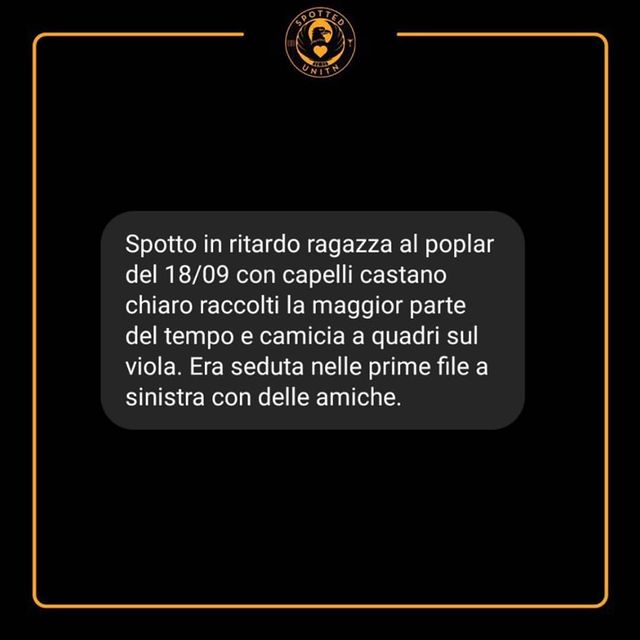 SPOTTED
UNITN
Spotto in ritardo ragazza al poplar
del 18/09 con capelli castano
chiaro raccolti la maggior parte
del tempo e camicia a quadri sul
viola. Era seduta nelle prime file a
sinistra con delle amiche.